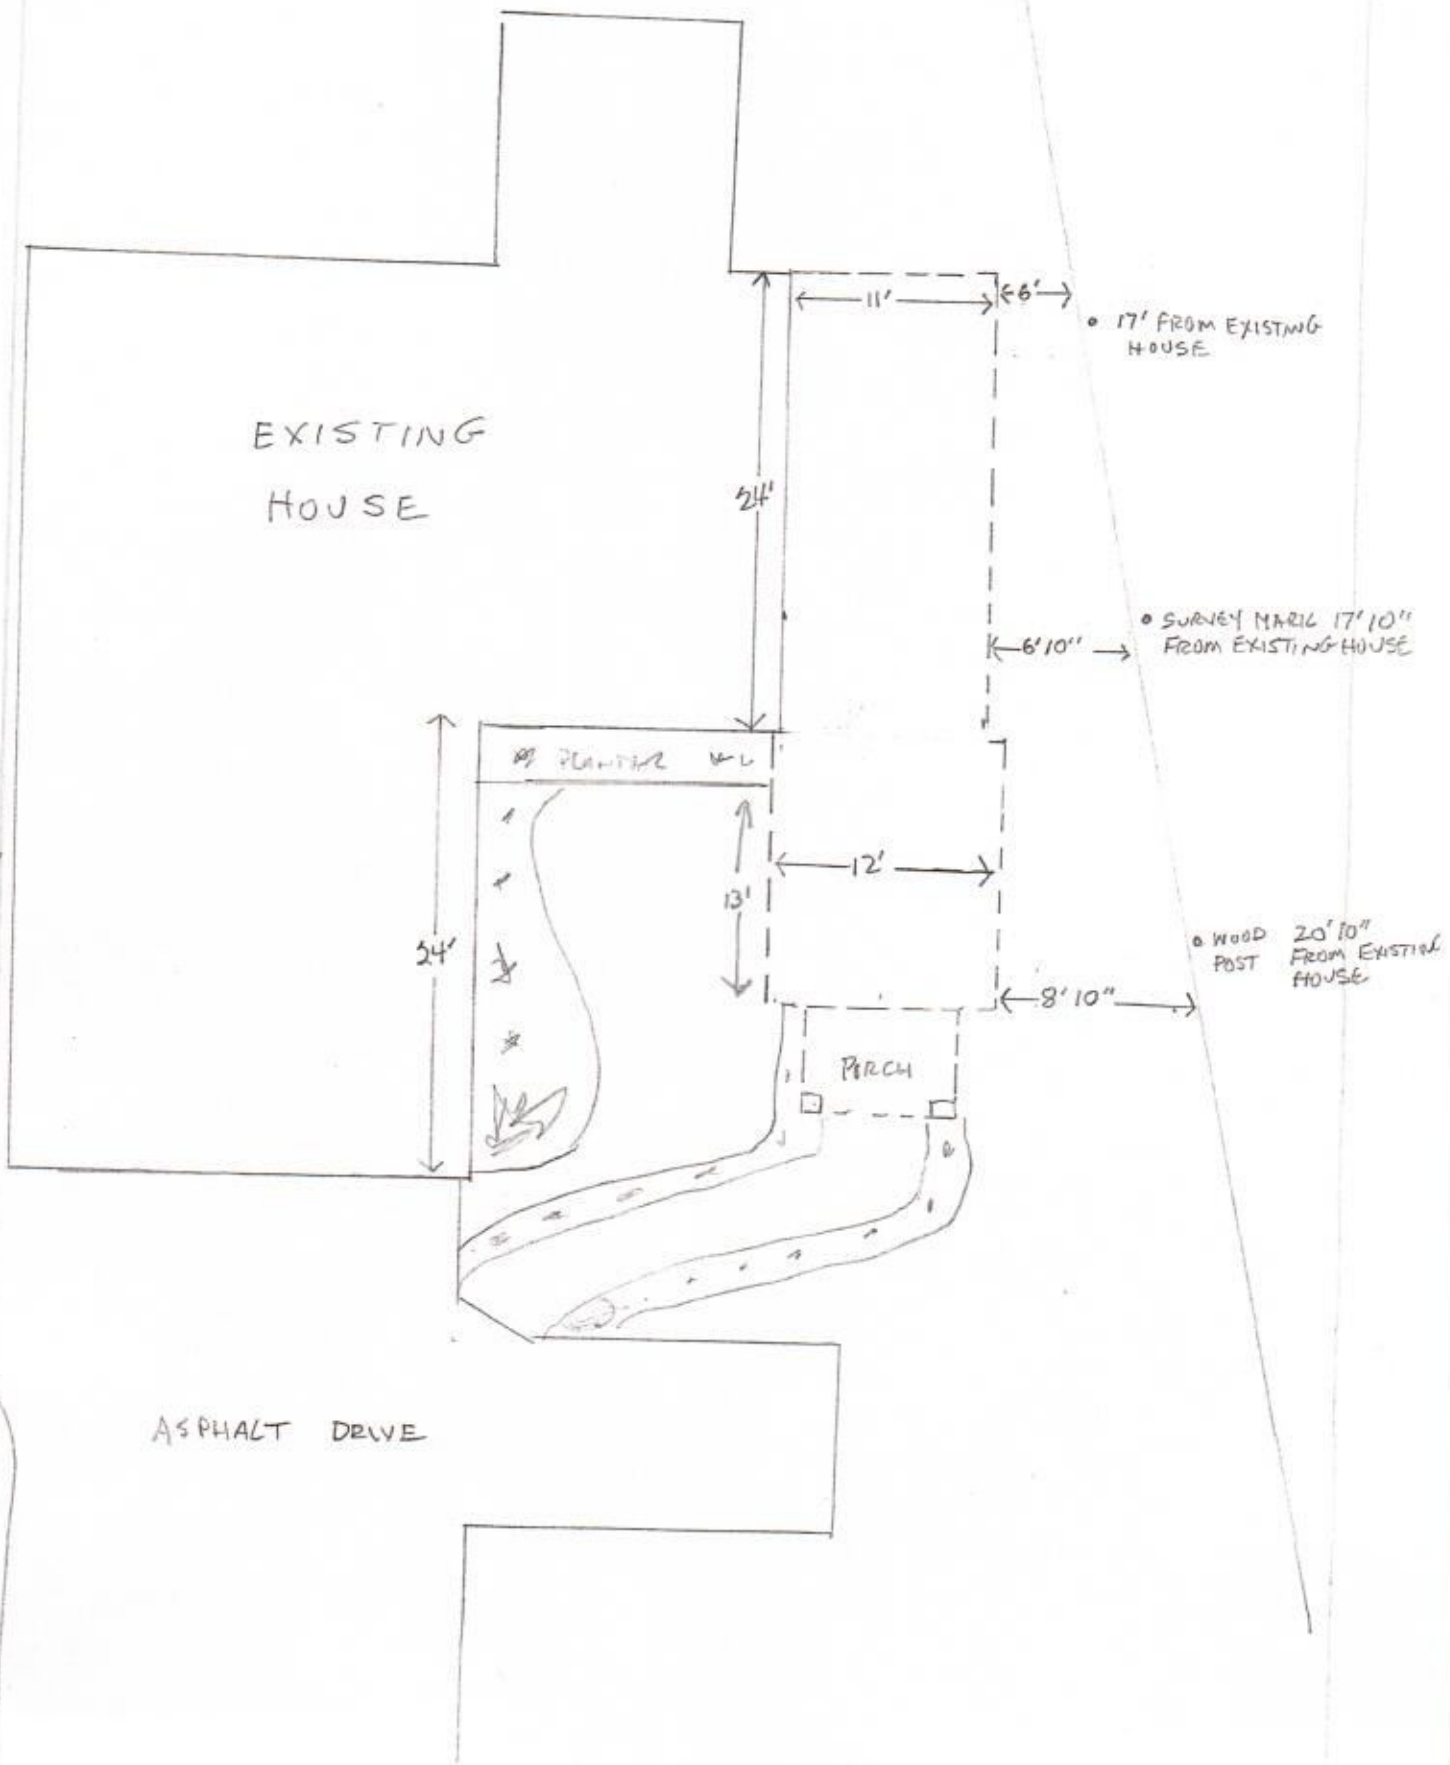 11'
6'
17' FROM EXISTING
HOUSE
EXISTING
HOUSE
24'
SURVEY MARK 17'10"
FROM EXISTING HOUSE
6'10"
PLANTER
12'
13'
24'
WOOD 20'10"
POST FROM EXISTING
HOUSE
8'10"
PORCH
ASPHALT DRIVE